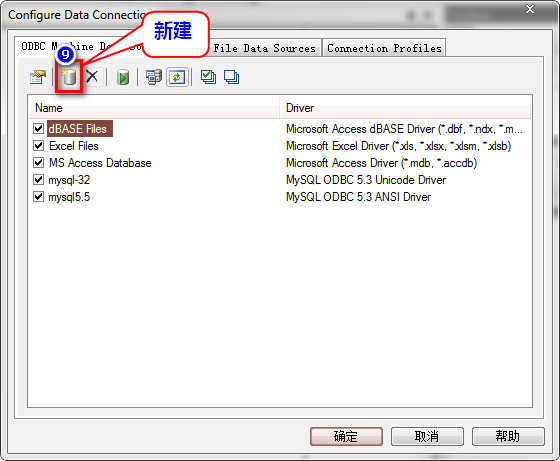 Configure Data Connection
新建
9
ODBC Machine D File Data Sources Connection Profiles
Name Driver
dBASE Files Microsoft Access dBASE Driver (*.dbf, *.ndx, *.m...
Excel Files Microsoft Excel Driver (*.xls, *.xlsx, *.xlsm, *.xlsb)
MS Access Database Microsoft Access Driver (*.mdb, *.accdb)
mysql-32 MySQL ODBC 5.3 Unicode Driver
mysql5.5 MySQL ODBC 5.3 ANSI Driver
确定 取消 帮助